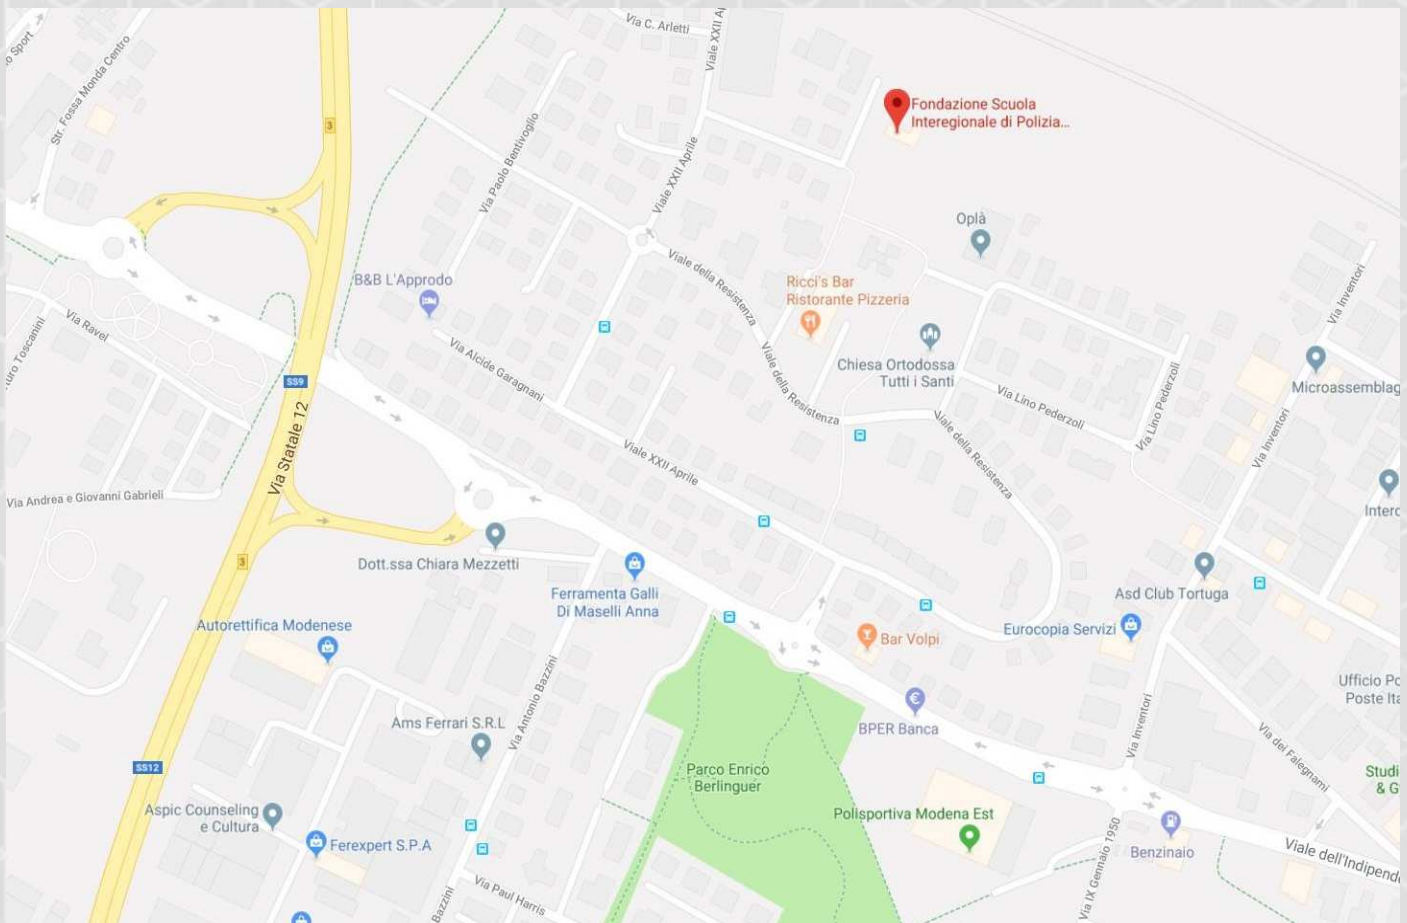 Via C. Arletti
Viale XXII A
o Sport
Str. Fossa Monda Centro
3
Fondazione Scuola
Interegionale di Polizia...
Via Paolo Bentivoglio
Viale XXII Aprile
Oplà
Viale della Resistenza
B&B L'Approdo
Ricci's Bar
Ristorante Pizzeria
Via Inventori
Via Ravel
uro Toscanini
Via Alcide Garagnani
Viale della Resistenza
Chiesa Ortodossa
Tutti i Santi
Microassemblag
SS9
Via Lino Pederzoli
Via Lino Pederzoli
Via Statale 12
Viale della Resistenza
Via Inventori
Viale XXII Aprile
Via Andrea e Giovanni Gabrieli
Interc
3
Dott.ssa Chiara Mezzetti
Ferramenta Galli
Di Maselli Anna
Asd Club Tortuga
Autorettifica Modenese
Eurocopia Servizi
Bar Volpi
Ufficio Po
Poste Ita
Via Antonio Bazzini
Ams Ferrari S.R.L
BPER Banca
Via Inventori
Via dei Falegnami
SS12
Parco Enrico
Berlinguer
Studi
& G
Aspic Counseling
e Cultura
Polisportiva Modena Est
Ferexpert S.P.A
Benzinaio
Viale dell'Indipend
Via IX Gennaio 1950
Via Paul Harris
Bazzini